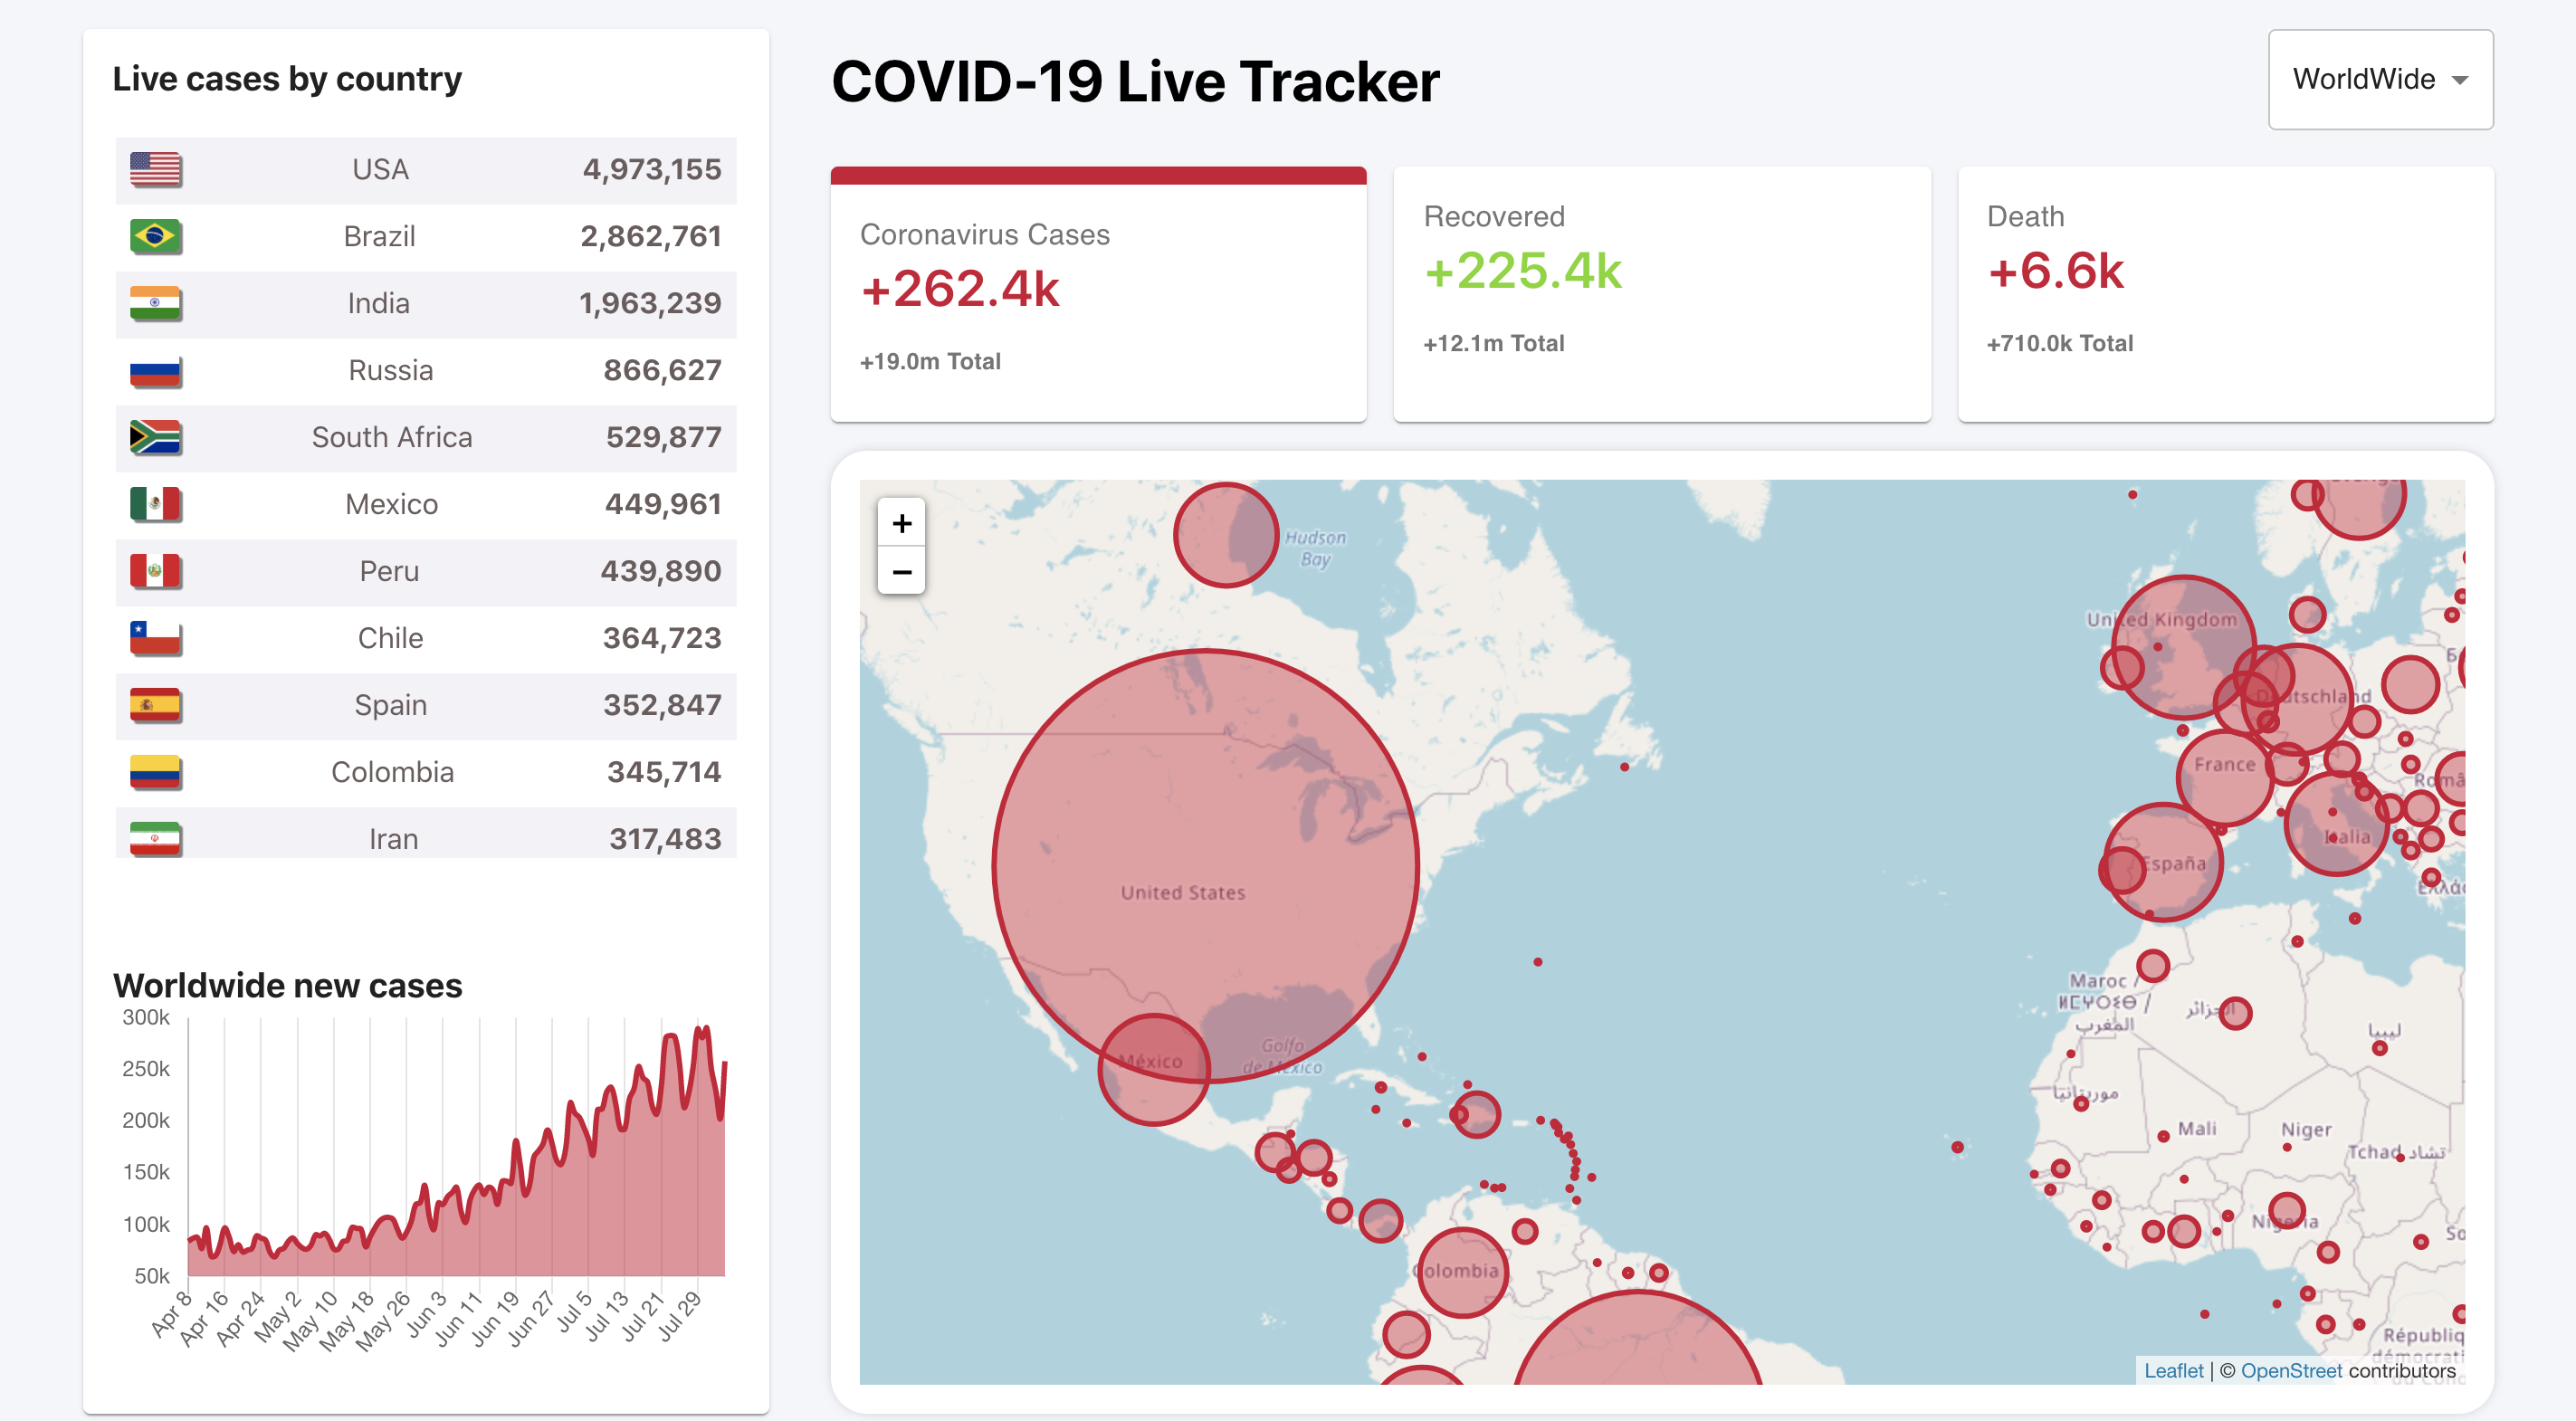 Live cases by country
USA 4,973,155
Brazil 2,862,761
India 1,963,239
Russia 866,627
South Africa 529,877
Mexico 449,961
Peru 439,890
Chile 364,723
Spain 352,847
Colombia 345,714
Iran 317,483
Worldwide new cases
300k
250k
200k
150k
100k
50k
Apr 8
Apr 16
Apr 24
May 2
May 10
May 18
May 26
Jun 3
Jun 11
Jun 19
Jun 27
Jul 5
Jul 13
Jul 21
Jul 29
COVID-19 Live Tracker
WorldWide
Coronavirus Cases
+262.4k
+19.0m Total
Recovered
+225.4k
+12.1m Total
Death
+6.6k
+710.0k Total
+
−
Hudson
Bay
United Kingdom
Deutschland
France
Româ
Italia
España
Ελλάς
United States
México
Golfo
de México
Maroc /
ⵍⵎⵖⵔⵉⴱ /
المغرب
الجزائر
ليبيا
موريتانيا
Mali
Niger
Tchad تشاد
Nigeria
So
Colombia
Républiq
démocrati
du Con
Leaflet | © OpenStreet contributors